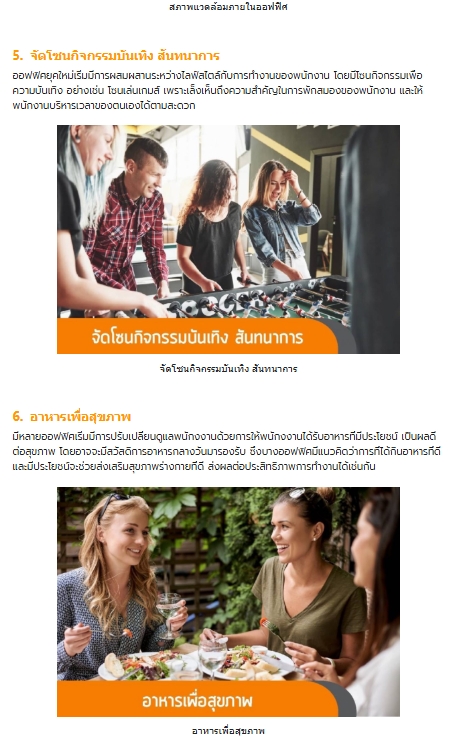 สภาพแวดล้อมภายในออฟฟิศ
5. จัดโซนกิจกรรมบันเทิง สันทนาการ
ออฟฟิศยุคใหม่เริ่มมีการผสมผสานระหว่างไลฟ์สไตล์กับการทำงานของพนักงาน โดยมีโซนกิจกรรมเพื่อ
ความบันเทิง อย่างเช่น โซนเล่นเกมส์ เพราะเล็งเห็นถึงความสำคัญในการพักสมองของพนักงาน และให้
พนักงานบริหารเวลาของตนเองได้ตามสะดวก
จัดโซนกิจกรรมบันเทิง สันทนาการ
จัดโซนกิจกรรมบันเทิง สันทนาการ
6. อาหารเพื่อสุขภาพ
มีหลายออฟฟิศเริ่มมีการปรับเปลี่ยนดูแลพนักงงานด้วยการให้พนักงงานได้รับอาหารที่มีประโยชน์ เป็นผลดี
ต่อสุขภาพ โดยอาจจะมีสวัสดิการอาหารกลางวันมารองรับ ซึ่งบางออฟฟิศมีแนวคิดว่าการที่ได้กินอาหารที่ดี
และมีประโยชน์จะช่วยส่งเสริมสุขภาพร่างกายที่ดี ส่งผลต่อประสิทธิภาพการทำงานได้เช่นกัน
อาหารเพื่อสุขภาพ
อาหารเพื่อสุขภาพ